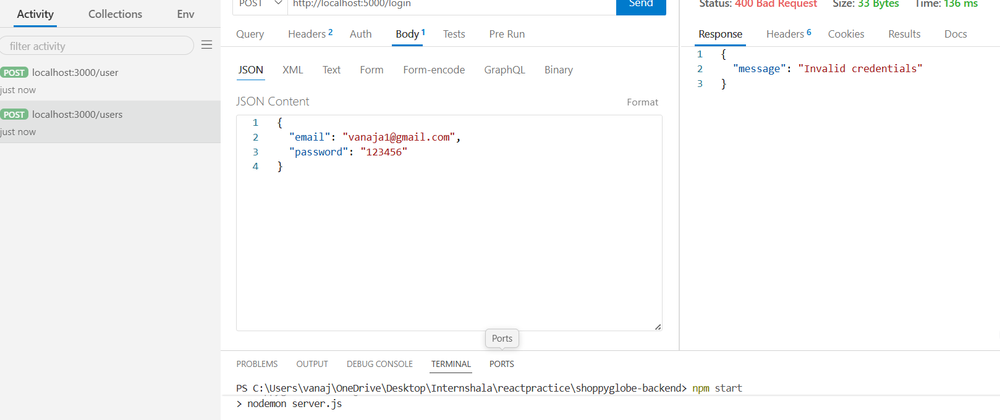 Activity Collections Env
filter activity
POST localhost:3000/user
just now
POST localhost:3000/users
just now
POST http://localhost:5000/login Send
Query Headers 2 Auth Body 1 Tests Pre Run
JSON XML Text Form Form-encode GraphQL Binary
JSON Content Format
1 {
2 "email": "vanaja1@gmail.com",
3 "password": "123456"
4 }
Status: 400 Bad Request Size: 33 Bytes Time: 136 ms
Response Headers 6 Cookies Results Docs
1 {
2 "message": "Invalid credentials"
3 }
Ports
PROBLEMS OUTPUT DEBUG CONSOLE TERMINAL PORTS
PS C:\Users\vanaj\OneDrive\Desktop\Internshala\reactpractice\shoppyglobe-backend> npm start
> nodemon server.js